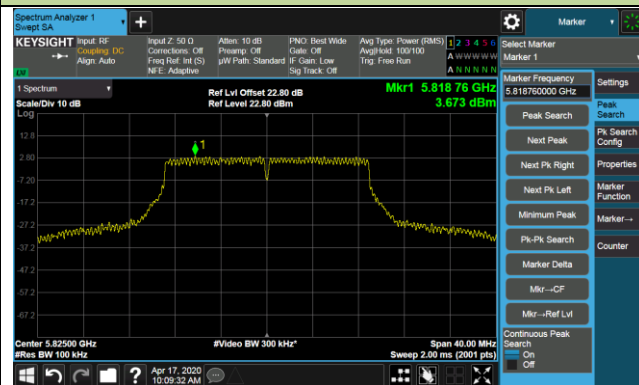 Spectrum Analyzer 1
Swept SA
Marker
KEYSIGHT
Input: RF
Coupling: DC
Align: Auto
Input Z: 50 Ω
Corrections: Off
Freq Ref: Int (S)
NFE: Adaptive
Atten: 10 dB
Preamp: Off
µW Path: Standard
PNO: Best Wide
Gate: Off
IF Gain: Low
Sig Track: Off
Avg Type: Power (RMS)
Avg|Hold: 100/100
Trig: Free Run
1 2 3 4 5 6
A W W W W W
A N N N N N
Select Marker
Marker 1
1 Spectrum
Scale/Div 10 dB
Log
Ref Lvl Offset 22.80 dB
Ref Level 22.80 dBm
Mkr1 5.818 76 GHz
3.673 dBm
12.8
2.80
-7.20
-17.2
-27.2
-37.2
-47.2
-57.2
-67.2
1
Center 5.82500 GHz
#Res BW 100 kHz
#Video BW 300 kHz*
Span 40.00 MHz
Sweep 2.00 ms (2001 pts)
Marker Frequency
5.818760000 GHz
Peak Search
Next Peak
Next Pk Right
Next Pk Left
Minimum Peak
Pk-Pk Search
Marker Delta
Mkr→CF
Mkr→Ref Lvl
Continuous Peak
Search
On
Off
Settings
Peak
Search
Pk Search
Config
Properties
Marker
Function
Marker→
Counter
Apr 17, 2020
10:09:32 AM